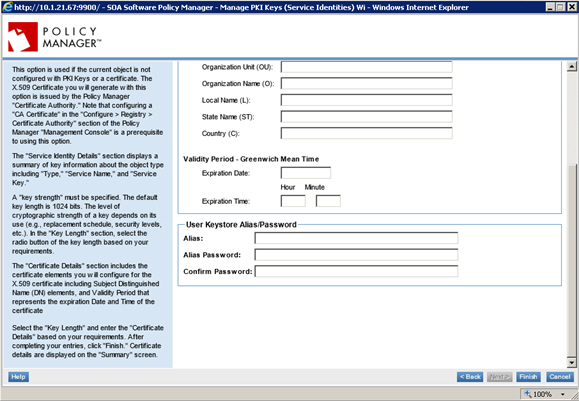 http://10.1.21.67:9900/ - SOA Software Policy Manager - Manage PKI Keys (Service Identities) Wi - Windows Internet Explorer
POLICY
MANAGER™
This option is used if the current object is not
configured with PKI Keys or a certificate. The
X.509 Certificate you will generate with this
option is issued by the Policy Manager
"Certificate Authority." Note that configuring a
"CA Certificate" in the "Configure > Registry >
Certificate Authority" section of the Policy
Manager "Management Console" is a prerequisite
to using this option.
The "Service Identity Details" section displays a
summary of key information about the object type
including "Type," "Service Name," and "Service
Key."
A "key strength" must be specified. The default
key length is 1024 bits. The level of
cryptographic strength of a key depends on its
use (e.g., replacement schedule, security levels,
etc.). In the "Key Length" section, select the
radio button of the key length based on your
requirements.
The "Certificate Details" section includes the
certificate elements you will configure for the
X.509 certificate including Subject Distinguished
Name (DN) elements, and Validity Period that
represents the expiration Date and Time of the
certificate
Select the "Key Length" and enter the "Certificate
Details" based on your requirements. After
completing your entries, click "Finish." Certificate
details are displayed on the "Summary" screen.
Organization Unit (OU):
Organization Name (O):
Local Name (L):
State Name (ST):
Country (C):
Validity Period - Greenwich Mean Time
Expiration Date:
Hour Minute
Expiration Time:
User Keystore Alias/Password
Alias:
Alias Password:
Confirm Password:
Help
< Back Next > Finish Cancel
100%